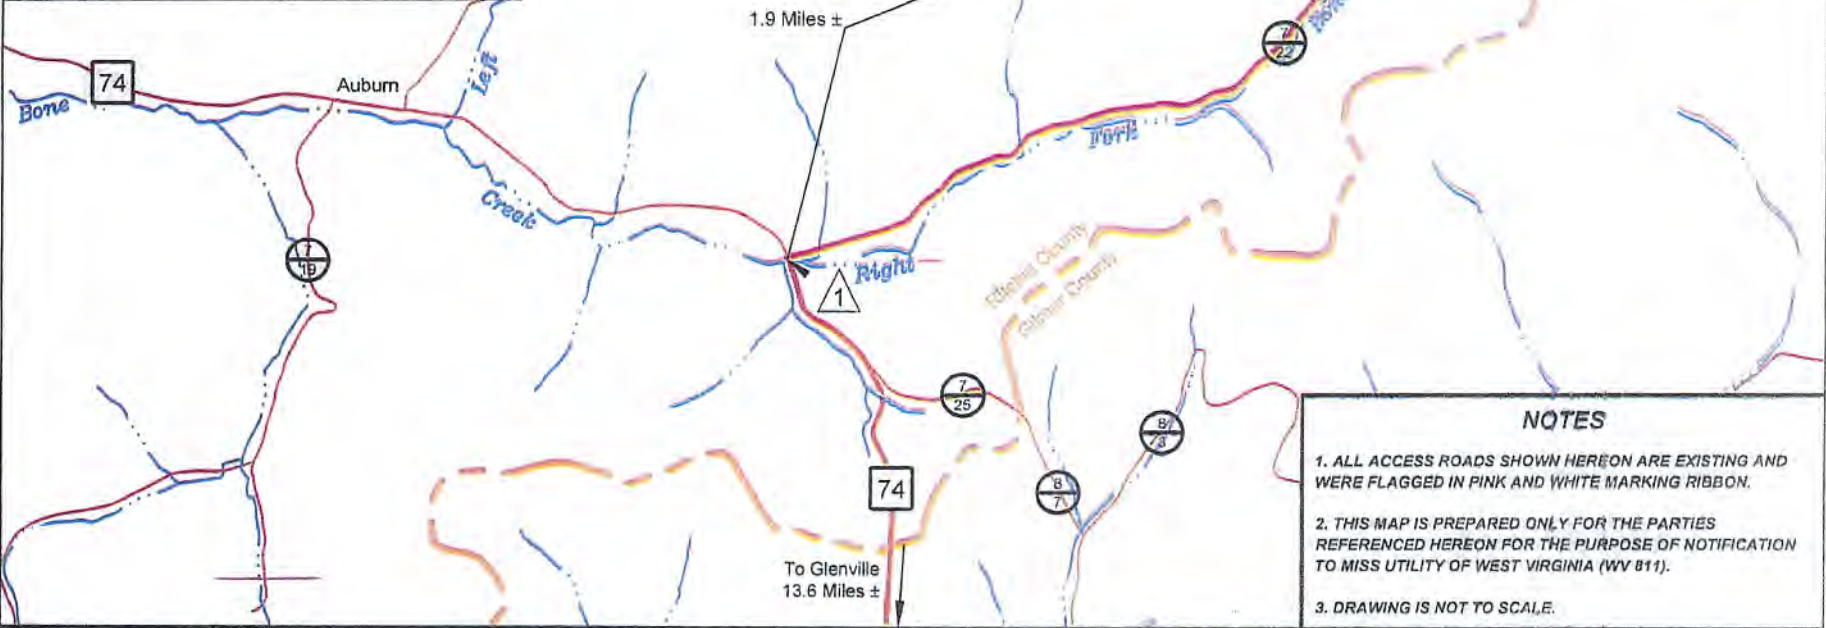 1.9 Miles ±
7
22
74
Auburn
Left
Bone
Fork
Creek
7
19
Right
1
Ritchie County
Gilmer County
7
25
8
3
8
7
74
To Glenville
13.6 Miles ±
NOTES
1. ALL ACCESS ROADS SHOWN HEREON ARE EXISTING AND
WERE FLAGGED IN PINK AND WHITE MARKING RIBBON.
2. THIS MAP IS PREPARED ONLY FOR THE PARTIES
REFERENCED HEREON FOR THE PURPOSE OF NOTIFICATION
TO MISS UTILITY OF WEST VIRGINIA (WV 811).
3. DRAWING IS NOT TO SCALE.